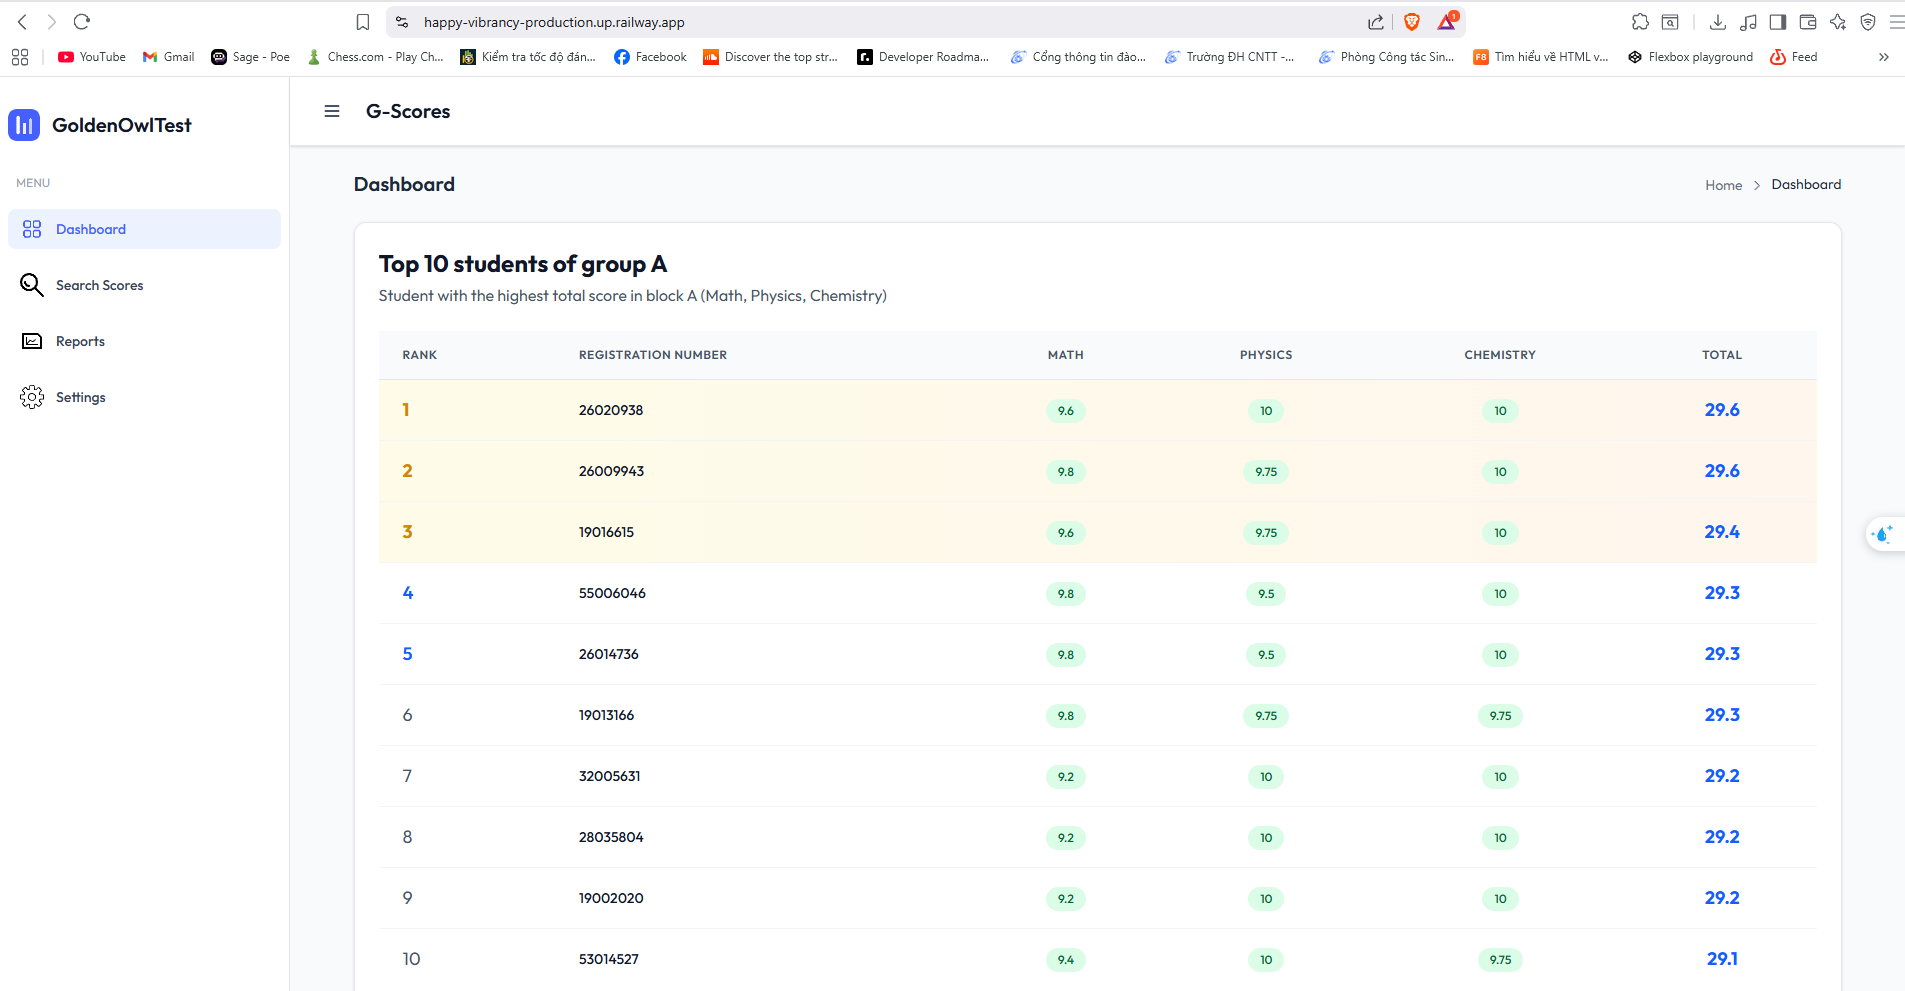 happy-vibrancy-production.up.railway.app
1
YouTube Gmail Sage - Poe Chess.com - Play Ch... Kiểm tra tốc độ đán... Facebook Discover the top str... Developer Roadma... Cổng thông tin đào... Trường ĐH CNTT -... Phòng Công tác Sin... F8 Tìm hiểu về HTML v... Flexbox playground Feed
GoldenOwlTest
MENU
Dashboard
Search Scores
Reports
Settings
G-Scores
Dashboard
Home > Dashboard
Top 10 students of group A
Student with the highest total score in block A (Math, Physics, Chemistry)
RANK REGISTRATION NUMBER MATH PHYSICS CHEMISTRY TOTAL
1 26020938 9.6 10 10 29.6
2 26009943 9.8 9.75 10 29.6
3 19016615 9.6 9.75 10 29.4
4 55006046 9.8 9.5 10 29.3
5 26014736 9.8 9.5 10 29.3
6 19013166 9.8 9.75 9.75 29.3
7 32005631 9.2 10 10 29.2
8 28035804 9.2 10 10 29.2
9 19002020 9.2 10 10 29.2
10 53014527 9.4 10 9.75 29.1